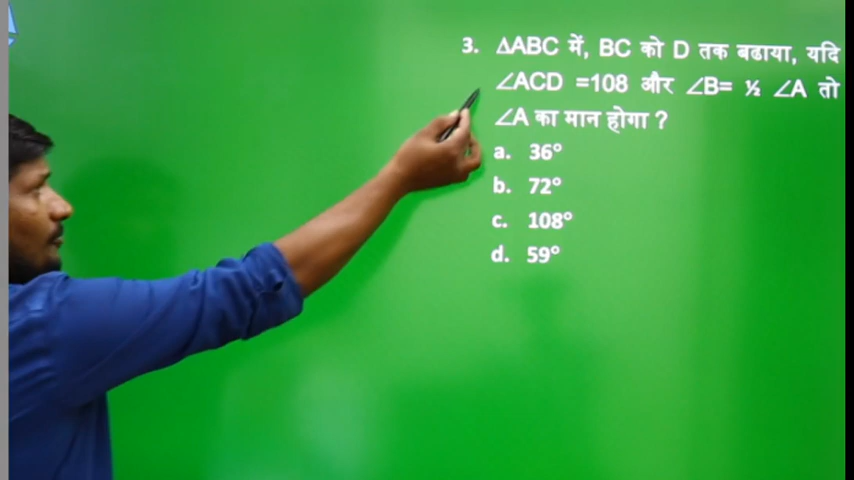 3. ΔABC में, BC को D तक बढाया, यदि
∠ACD =108 और ∠B= ½ ∠A तो
∠A का मान होगा ?
a. 36°
b. 72°
c. 108°
d. 59°